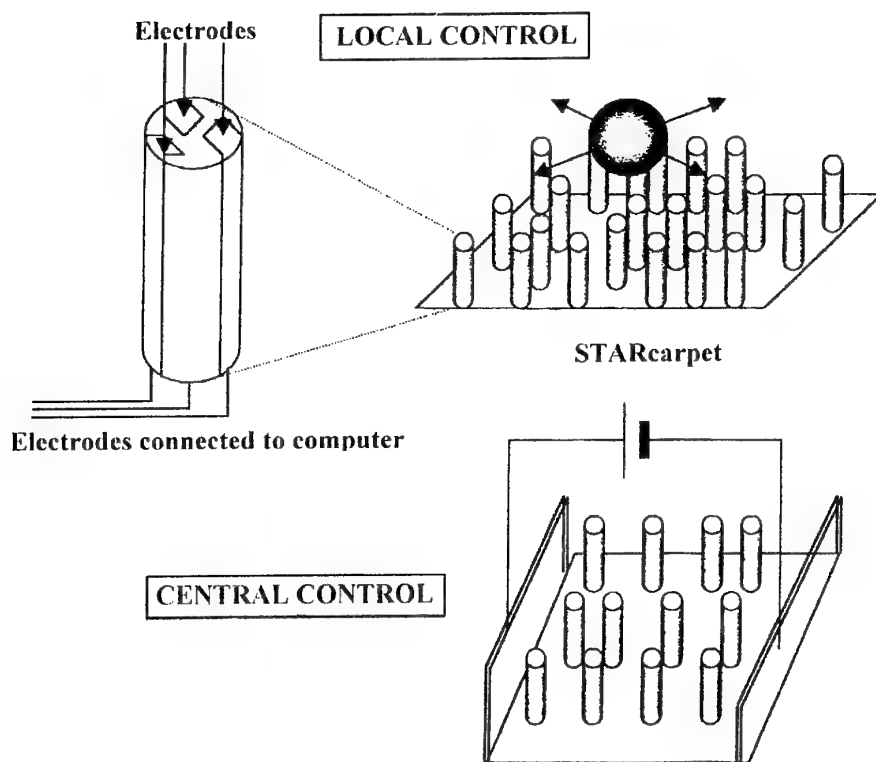 Electrodes
LOCAL CONTROL
STARcarpet
Electrodes connected to computer
CENTRAL CONTROL